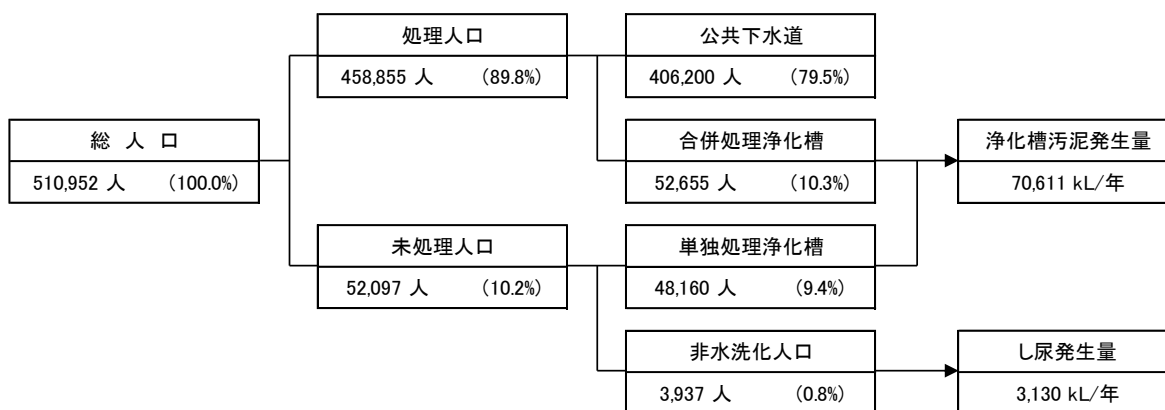 総 人 口
510,952 人 (100.0%)
処理人口
458,855 人 (89.8%)
未処理人口
52,097 人 (10.2%)
公共下水道
406,200 人 (79.5%)
合併処理浄化槽
52,655 人 (10.3%)
単独処理浄化槽
48,160 人 (9.4%)
非水洗化人口
3,937 人 (0.8%)
浄化槽汚泥発生量
70,611 kL/年
し尿発生量
3,130 kL/年